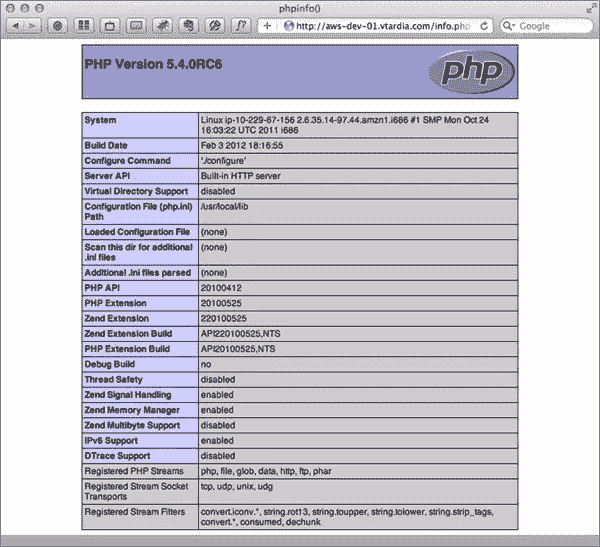 phpinfo()
http://aws-dev-01.vtardia.com/info.php
Google
PHP Version 5.4.0RC6
php
System Linux ip-10-229-67-156 2.6.35.14-97.44.amzn1.i686 #1 SMP Mon Oct 24
16:03:22 UTC 2011 i686
Build Date Feb 3 2012 18:16:55
Configure Command './configure'
Server API Built-in HTTP server
Virtual Directory Support disabled
Configuration File (php.ini) /usr/local/lib
Path
Loaded Configuration File (none)
Scan this dir for additional (none)
.ini files
Additional .ini files parsed (none)
PHP API 20100412
PHP Extension 20100525
Zend Extension 220100525
Zend Extension Build API220100525,NTS
PHP Extension Build API20100525,NTS
Debug Build no
Thread Safety disabled
Zend Signal Handling enabled
Zend Memory Manager enabled
Zend Multibyte Support disabled
IPv6 Support enabled
DTrace Support disabled
Registered PHP Streams php, file, glob, data, http, ftp, phar
Registered Stream Socket tcp, udp, unix, udg
Transports
Registered Stream Filters convert.iconv.*, string.rot13, string.toupper, string.tolower, string.strip_tags,
convert.*, consumed, dechunk